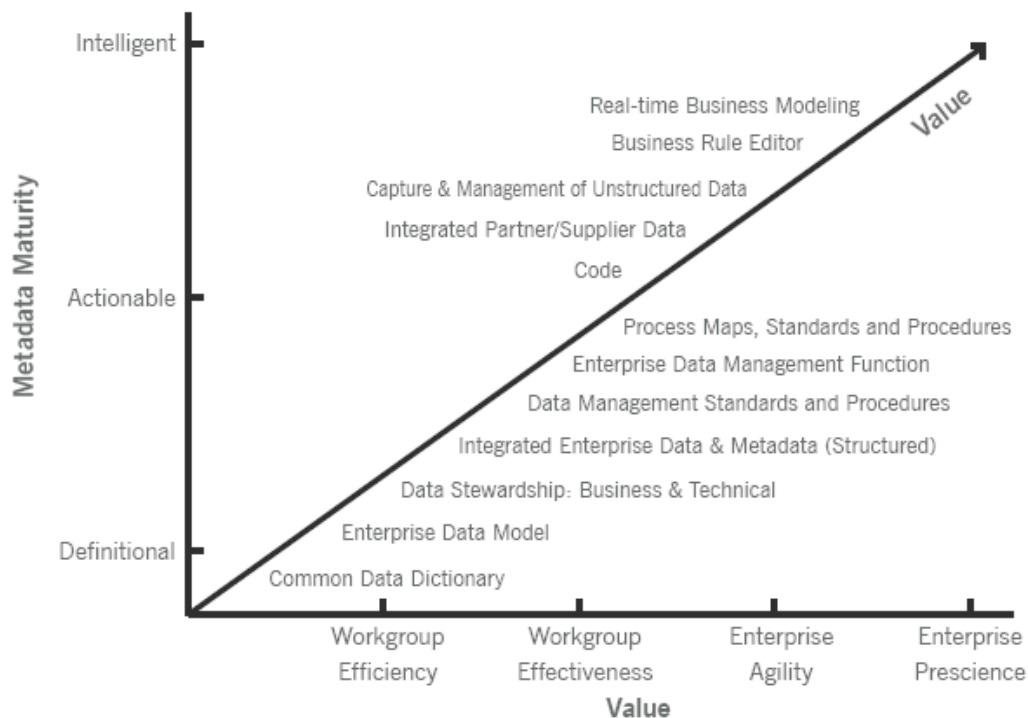 Intelligent
Real-time Business Modeling
Value
Business Rule Editor
Capture & Management of Unstructured Data
Integrated Partner/Supplier Data
Code
Metadata Maturity
Actionable
Process Maps, Standards and Procedures
Enterprise Data Management Function
Data Management Standards and Procedures
Integrated Enterprise Data & Metadata (Structured)
Data Stewardship: Business & Technical
Enterprise Data Model
Definitional
Common Data Dictionary
Workgroup
Efficiency
Workgroup
Effectiveness
Enterprise
Agility
Enterprise
Prescience
Value